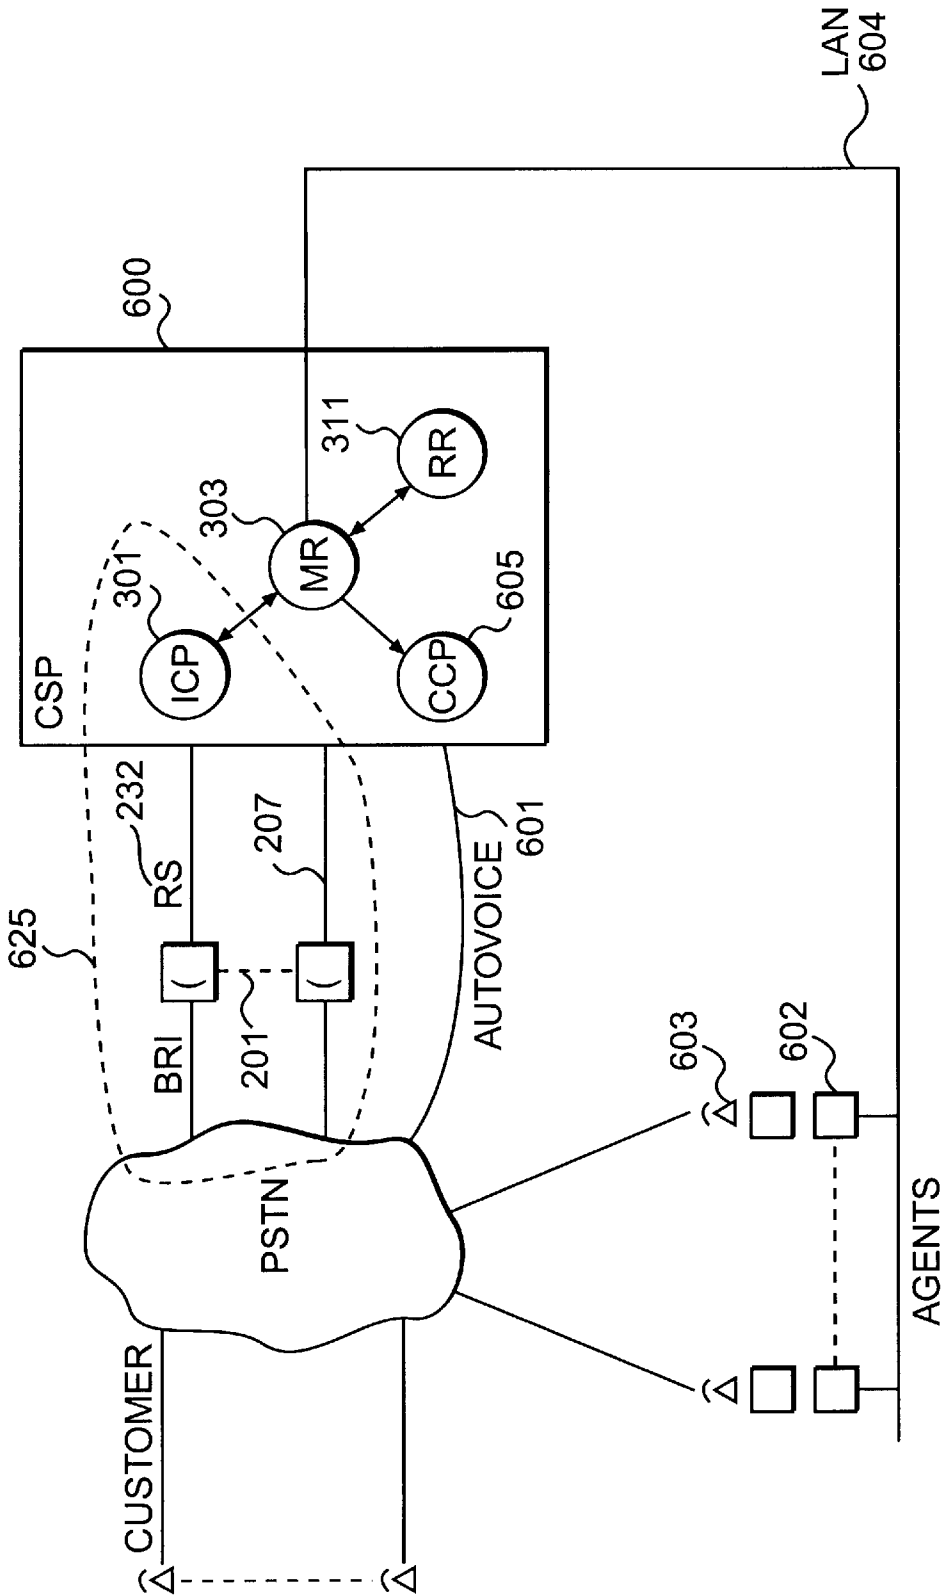 CUSTOMER
PSTN
BRI
RS
232
201
207
625
AUTOVOICE
601
CSP
600
ICP
301
MR
303
RR
311
CCP
605
LAN
604
603
602
AGENTS